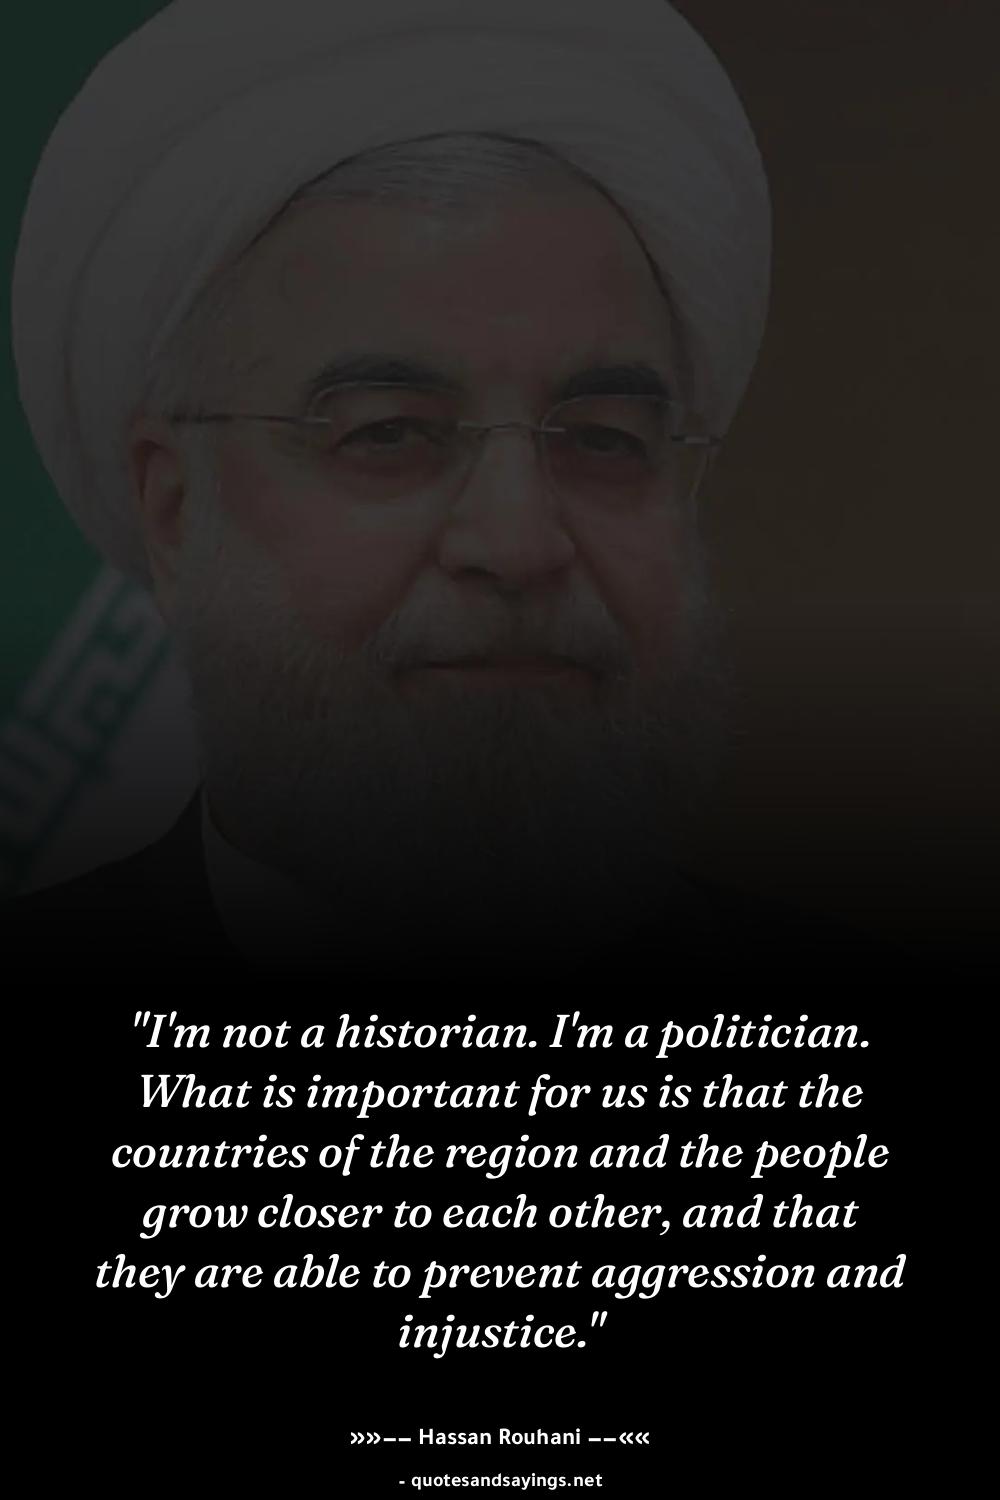 "I'm not a historian. I'm a politician.
What is important for us is that the
countries of the region and the people
grow closer to each other, and that
they are able to prevent aggression and
injustice."
»»–– Hassan Rouhani ––««
- quotesandsayings.net